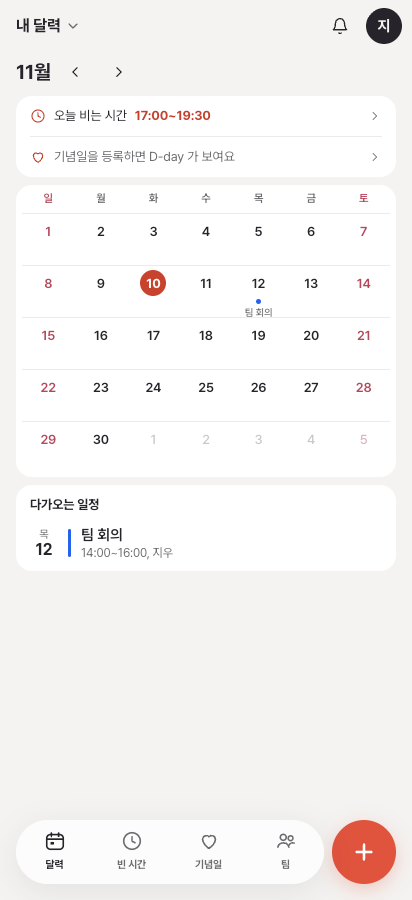 내 달력
지
11월
오늘 비는 시간 17:00~19:30
기념일을 등록하면 D-day 가 보여요
일 월 화 수 목 금 토
1 2 3 4 5 6 7
8 9 10 11 12 13 14
팀 회의
15 16 17 18 19 20 21
22 23 24 25 26 27 28
29 30 1 2 3 4 5
다가오는 일정
목
12
팀 회의
14:00~16:00, 지우
달력 빈 시간 기념일 팀